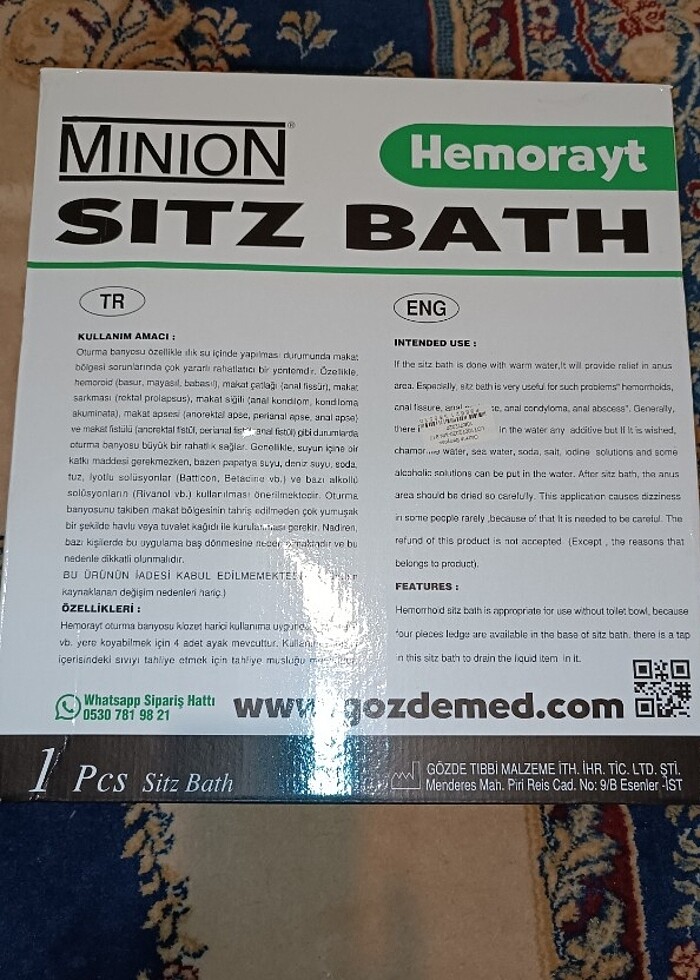 MINION®
Hemorayt
SITZ BATH
TR
KULLANIM AMACI :
Oturma banyosu özellikle ılık su içinde yapılması durumunda makat
bölgesi sorunlarında çok yararlı rahatlatıcı bir yöntemdir. Özellikle,
hemoroid (basur, mayasıl, babasıl), makat çatlağı (anal fissür), makat
sarkması (rektal prolapsus), makat siğili (anal kondilom, kondiloma
akuminata), makat apsesi (anorektal apse, perianal apse, anal apse)
ve makat fistülü (anorektal fistül, perianal fistül, anal fistül) gibi durumlarda
oturma banyosu büyük bir rahatlık sağlar. Genellikle, suyun içine bir
katkı maddesi gerekmezken, bazen papatya suyu, deniz suyu, soda,
tuz, İyotlu solüsyonlar (Batticon, Betadine vb.) ve bazı alkollü
solüsyonların (Rivanol vb.) kullanılması önerilmektedir. Oturma
banyosunu takiben makat bölgesinin tahriş edilmeden çok yumuşak
bir şekilde havlu veya tuvalet kağıdı ile kurulanması gerekir. Nadiren,
bazı kişilerde bu uygulama baş dönmesine neden olmaktadır ve bu
nedenle dikkatli olunmalıdır.
BU ÜRÜNÜN İADESİ KABUL EDİLMEMEKTE
kaynaklanan değişim nedenleri hariç.)
ÖZELLİKLERİ :
Hemorayt oturma banyosu klozet harici kullanıma
vb. yere koyabilmek için 4 adet ayak mevcuttur.
içerisindeki sıvıyı tahliye etmek için tahliye musluğu
ENG
INTENDED USE :
If the sitz bath is done with warm water,It will provide relief in anus
area. Especially, sitz bath is very useful for such problems" hemorrhoids,
anal fissure, anal condyloma, anal abscess". Generally,
there in the water any additive but If It is wished,
water, sea water, soda, salt, iodine solutions and some
alcoholic solutions can be put in the water. After sitz bath, the anus
area should be dried so carefully. This application causes dizziness
in some people rarely ,because of that It is needed to be careful. The
refund of this product is not accepted. (Except , the reasons that
belongs to product).
FEATURES :
Hemorrhoid sitz bath is appropriate for use without toilet bowl, because
four pieces ledge are available in the base of sitz bath. there is a tap
in this sitz bath to drain the liquid item in it.
Whatsapp Sipariş Hattı
0530 781 98 21
www.gozdemed.com
1 Pcs Sitz Bath
GÖZDE TIBBİ MALZEME İTH. İHR. TİC. LTD. ŞTİ.
Menderes Mah. Piri Reis Cad. No: 9/B Esenler -İST